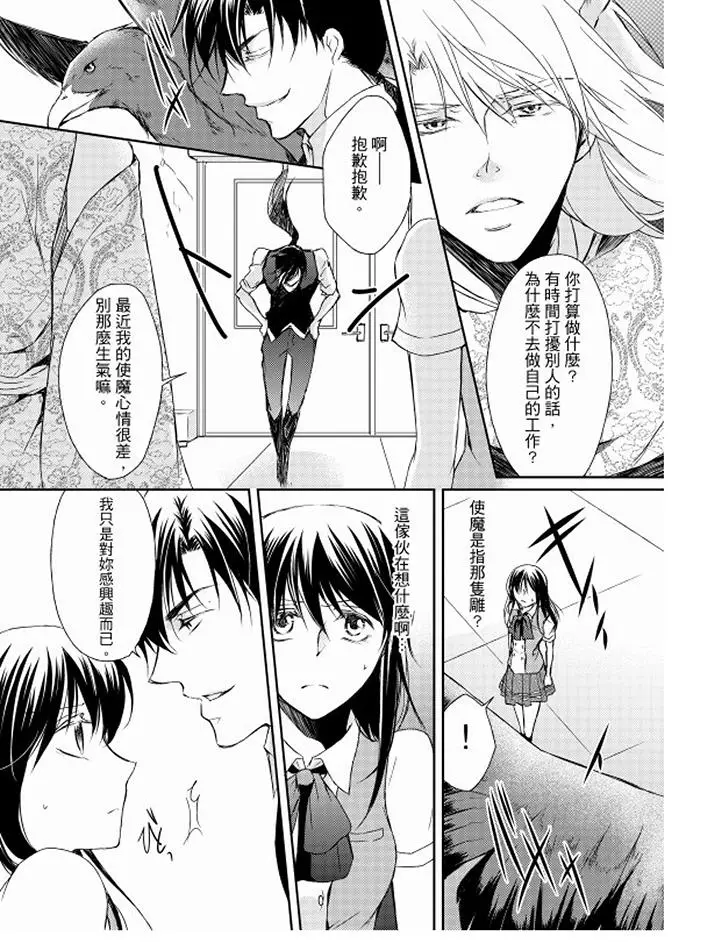 你打算做什麼？
有時間打擾別人的話，
為什麼不去做自己的工作？
啊——
抱歉抱歉。
最近我的使魔心情很差，
別那麼生氣嘛。
使魔是指那隻雕？
！
這傢伙在想什麼啊…
我只是對妳感興趣而已。